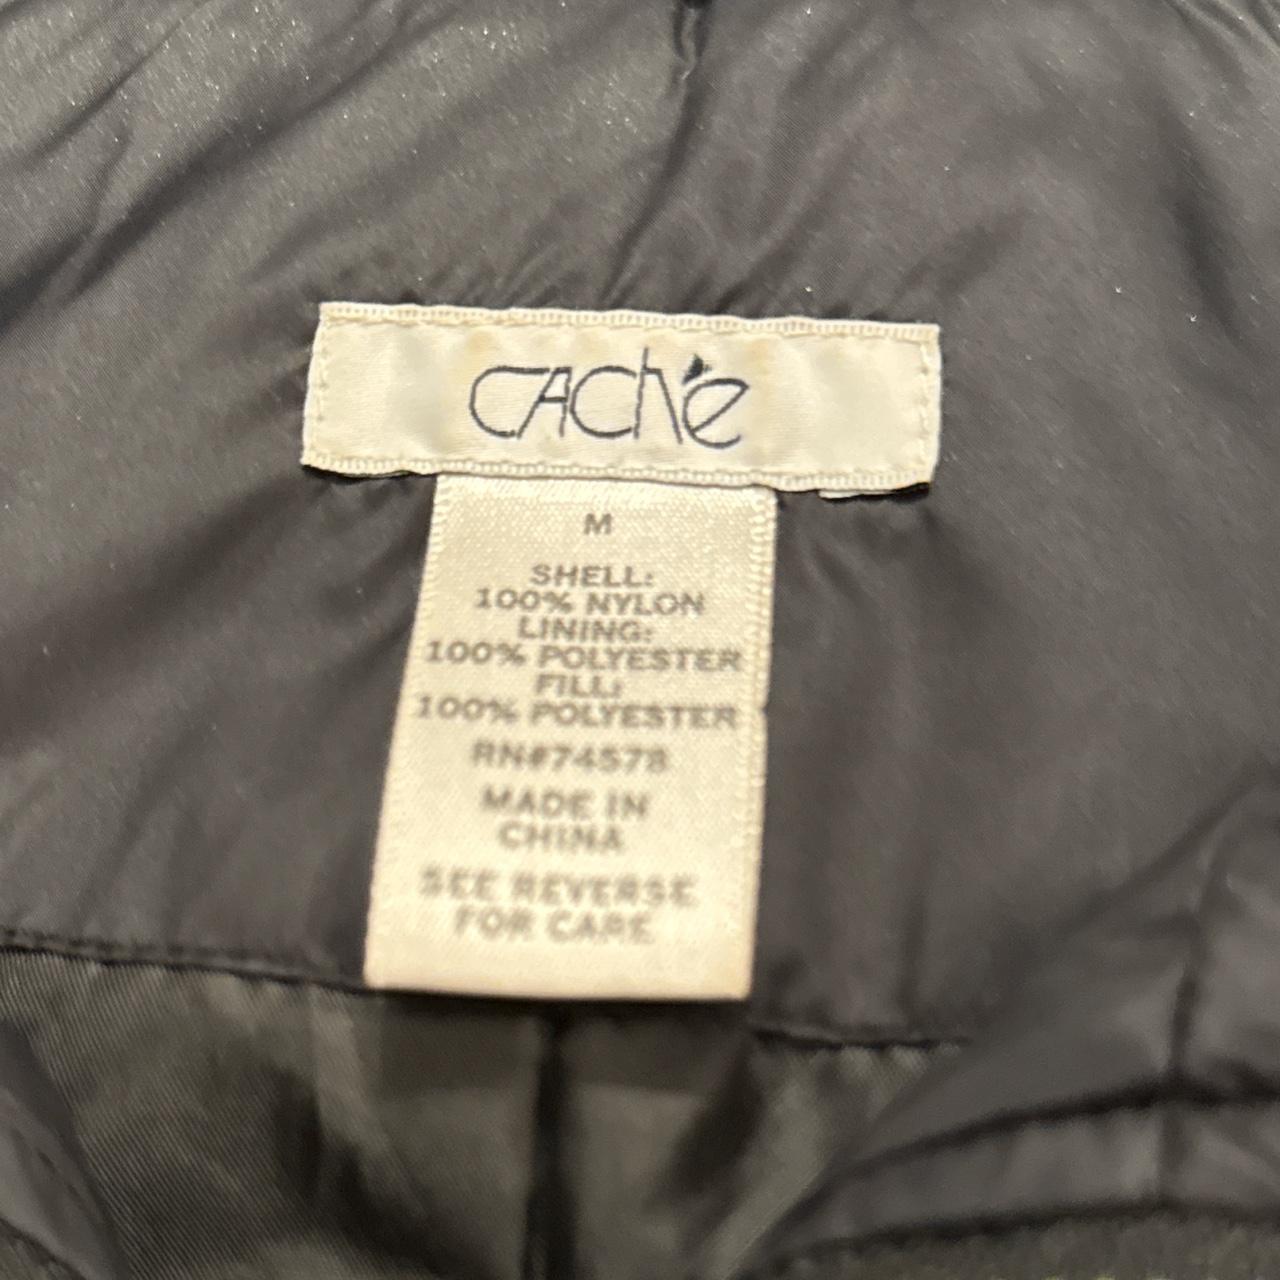 CAChé
M
SHELL:
100% NYLON
LINING:
100% POLYESTER
FILL:
100% POLYESTER
RN#74578
MADE IN
CHINA
SEE REVERSE
FOR CARE